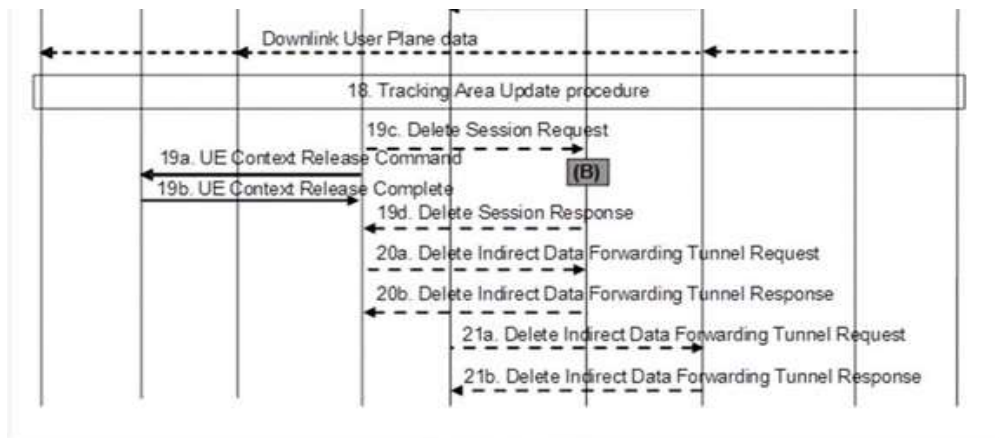 Downlink User Plane data
18. Tracking Area Update procedure
19c. Delete Session Request
19a. UE Context Release Command
(B)
19b. UE Context Release Complete
19d. Delete Session Response
20a. Delete Indirect Data Forwarding Tunnel Request
20b. Delete Indirect Data Forwarding Tunnel Response
21a. Delete Indirect Data Forwarding Tunnel Request
21b. Delete Indirect Data Forwarding Tunnel Response